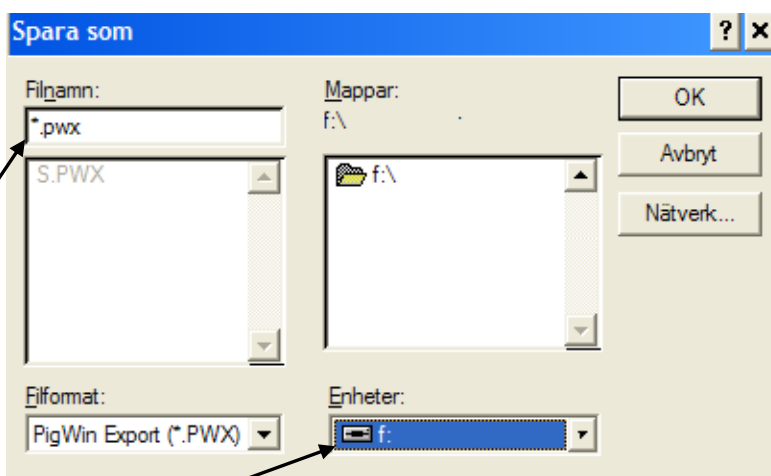 Spara som
Filnamn:
*.pwx
S.PWX
Filformat:
PigWin Export (*.PWX)
Mappar:
f:\
f:\
Enheter:
f:
OK
Avbryt
Nätverk...